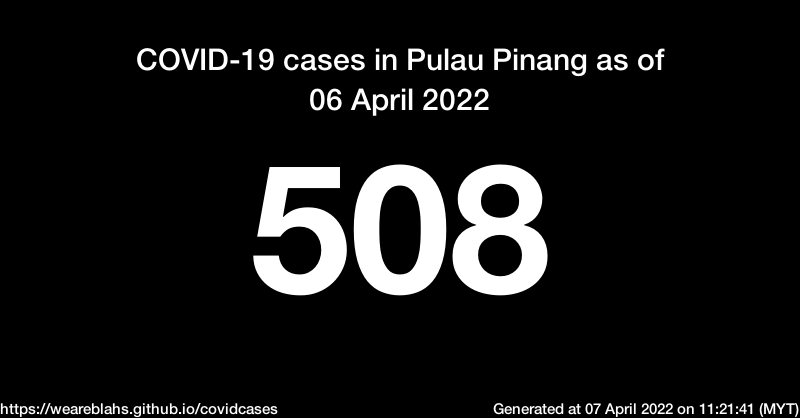 COVID-19 cases in Pulau Pinang as of
06 April 2022
508
https://weareblahs.github.io/covidcases
Generated at 07 April 2022 on 11:21:41 (MYT)